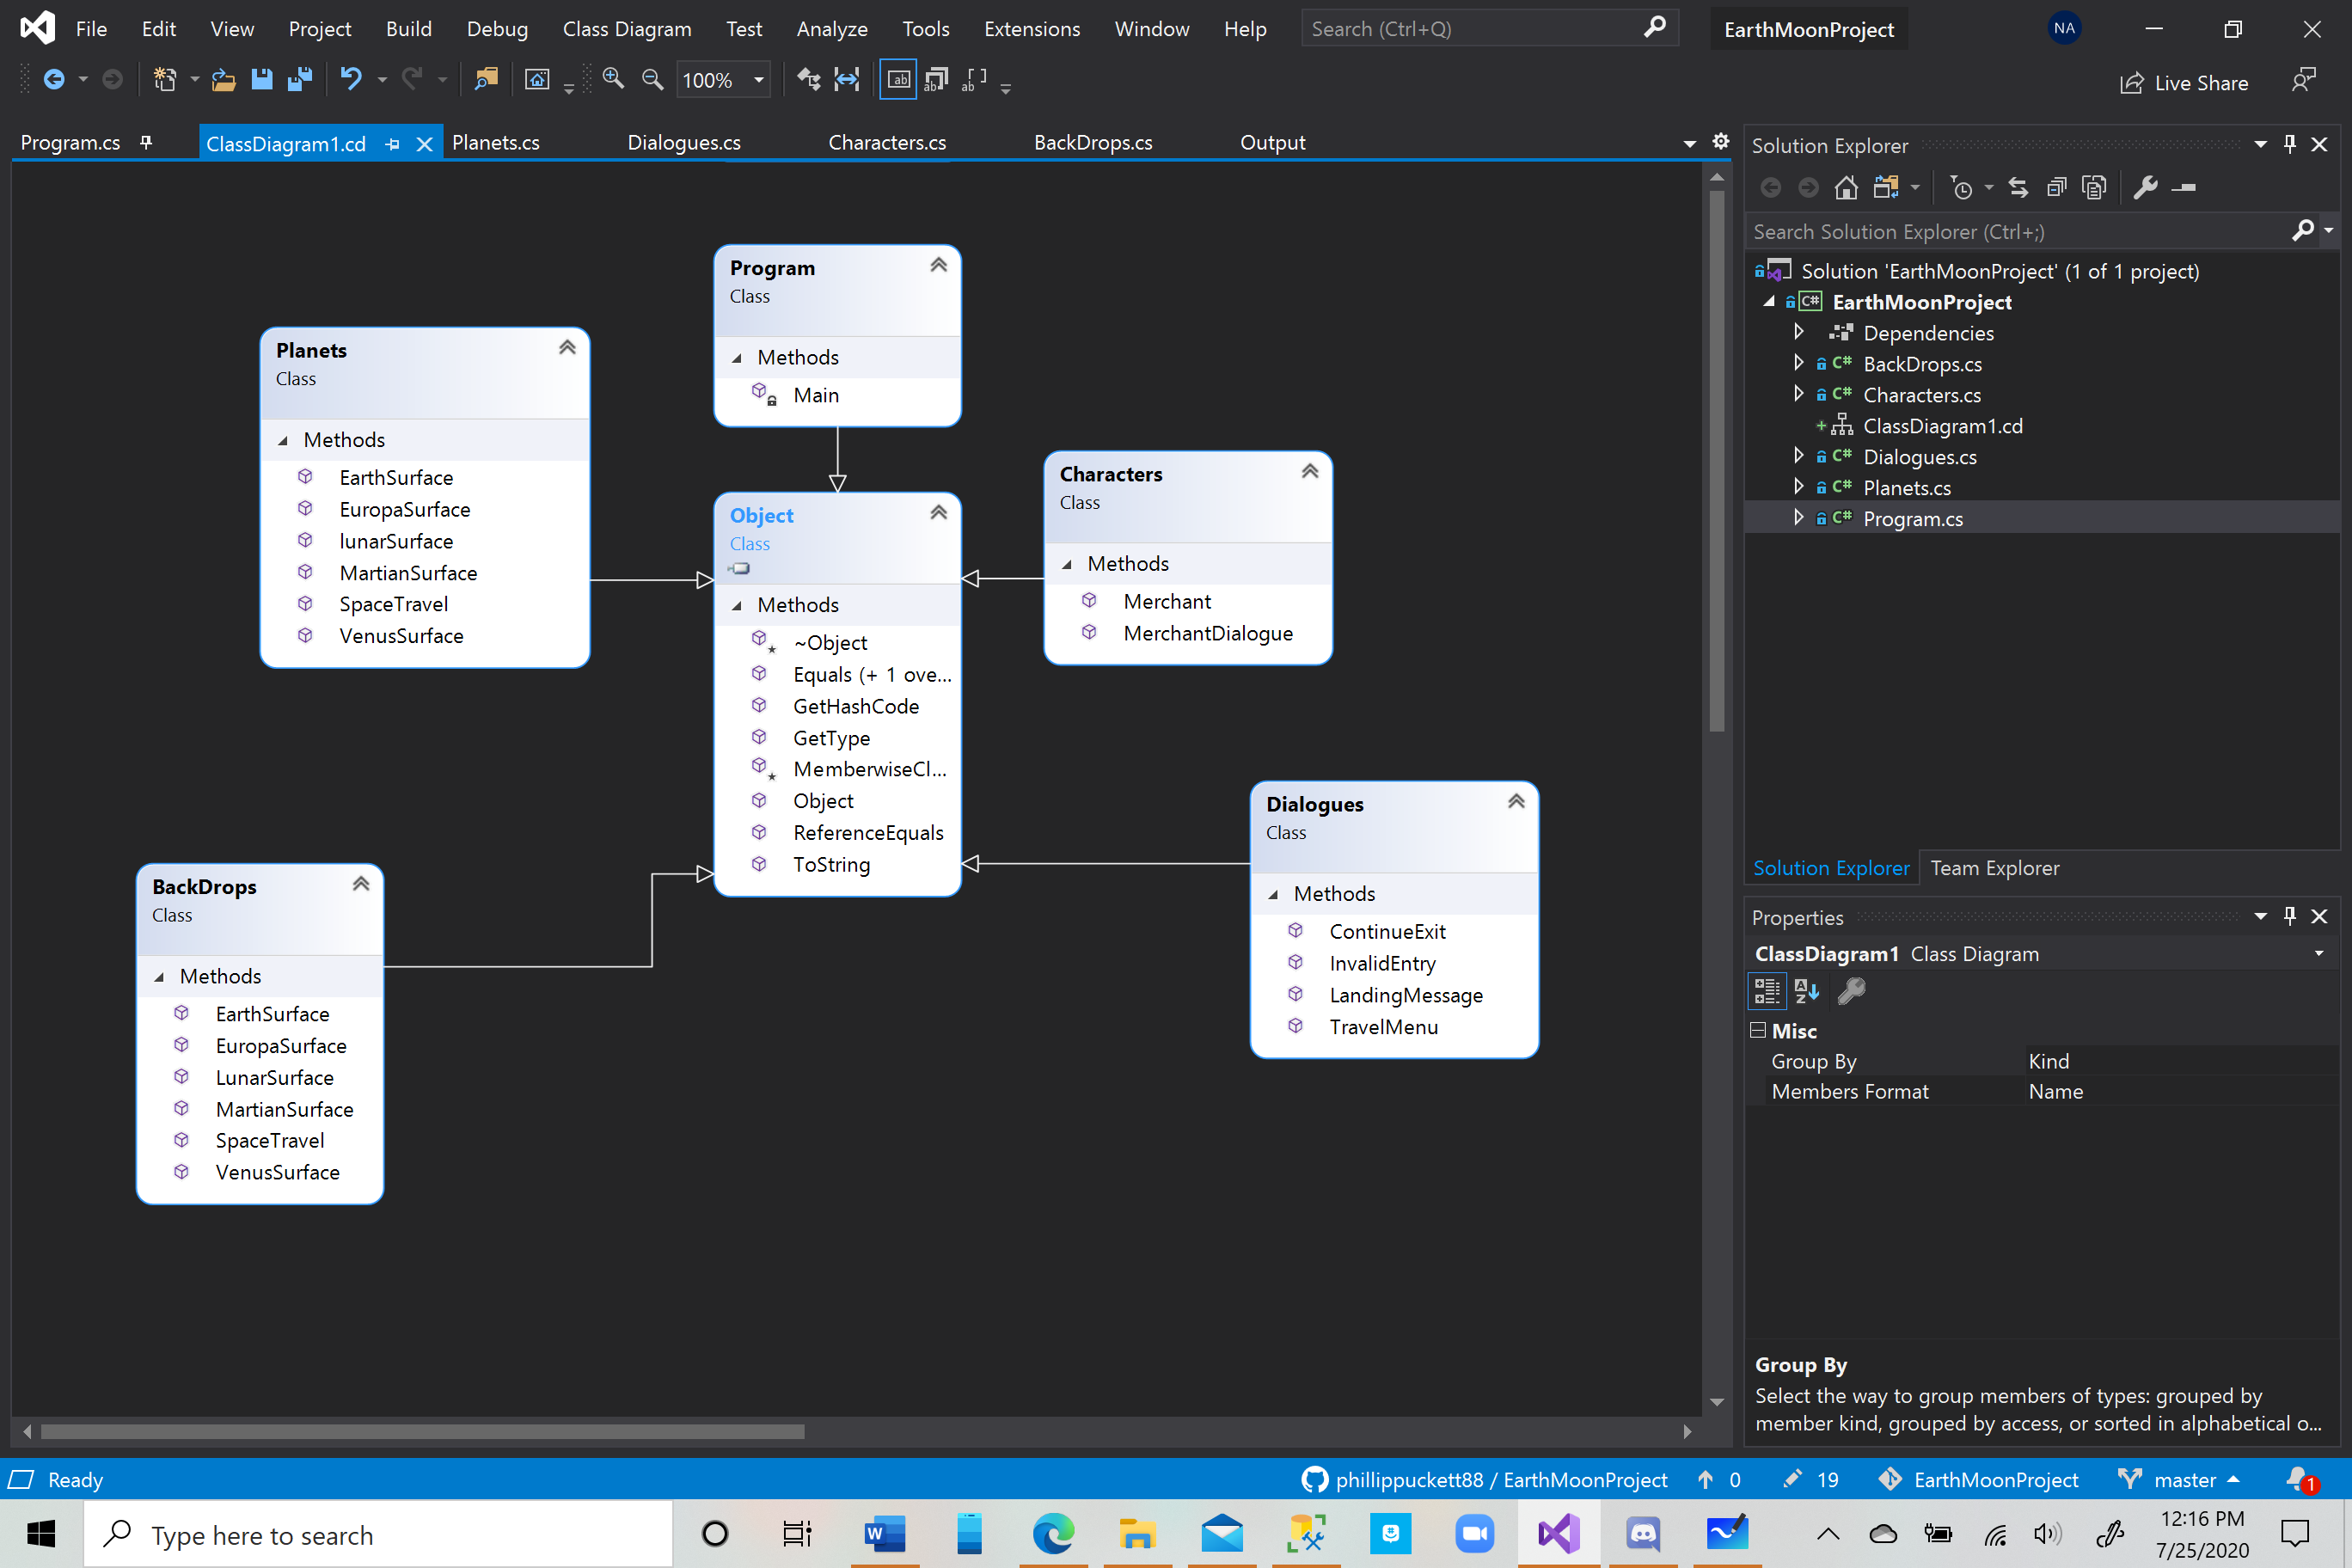 File Edit View Project Build Debug Class Diagram Test Analyze Tools Extensions Window Help Search (Ctrl+Q) EarthMoonProject NA
100% Live Share
Program.cs ClassDiagram1.cd Planets.cs Dialogues.cs Characters.cs BackDrops.cs Output
Program
Class
Methods
Main
Planets
Class
Methods
EarthSurface
EuropaSurface
lunarSurface
MartianSurface
SpaceTravel
VenusSurface
Object
Class
Methods
~Object
Equals (+ 1 ove...
GetHashCode
GetType
MemberwiseCl...
Object
ReferenceEquals
ToString
Characters
Class
Methods
Merchant
MerchantDialogue
BackDrops
Class
Methods
EarthSurface
EuropaSurface
LunarSurface
MartianSurface
SpaceTravel
VenusSurface
Dialogues
Class
Methods
ContinueExit
InvalidEntry
LandingMessage
TravelMenu
Solution Explorer
Search Solution Explorer (Ctrl+;)
Solution 'EarthMoonProject' (1 of 1 project)
C# EarthMoonProject
Dependencies
C# BackDrops.cs
C# Characters.cs
ClassDiagram1.cd
C# Dialogues.cs
C# Planets.cs
C# Program.cs
Solution Explorer Team Explorer
Properties
ClassDiagram1 Class Diagram
Misc
Group By Kind
Members Format Name
Group By
Select the way to group members of types: grouped by
member kind, grouped by access, or sorted in alphabetical o...
Ready phillippuckett88 / EarthMoonProject 0 19 EarthMoonProject master 1
Type here to search
12:16 PM
7/25/2020